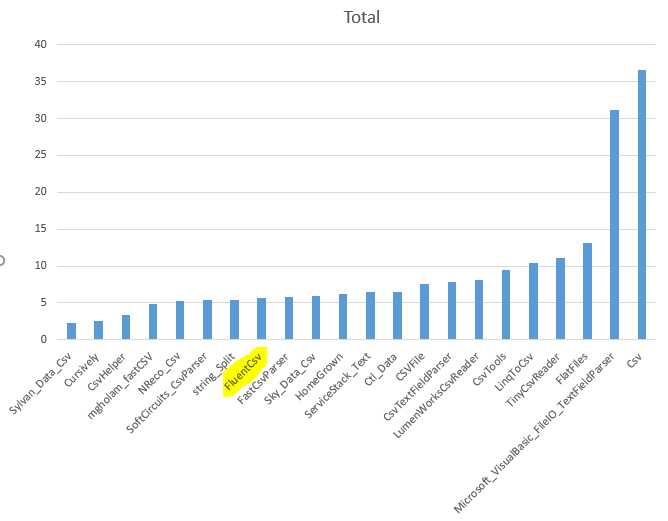 Total
40
35
30
25
20
15
10
5
0
Sylvan_Data_Csv
Cursively
CsvHelper
mgholam_fastCSV
NReco_Csv
SoftCircuits_CsvParser
string_Split
FluentCsv
FastCsvParser
Sky_Data_Csv
HomeGrown
ServiceStack_Text
Ctl_Data
CSVFile
CsvTextFieldParser
LumenWorksCsvReader
CsvTools
LinqToCsv
TinyCsvReader
FlatFiles
Microsoft_VisualBasic_FileIO_TextFieldParser
Csv